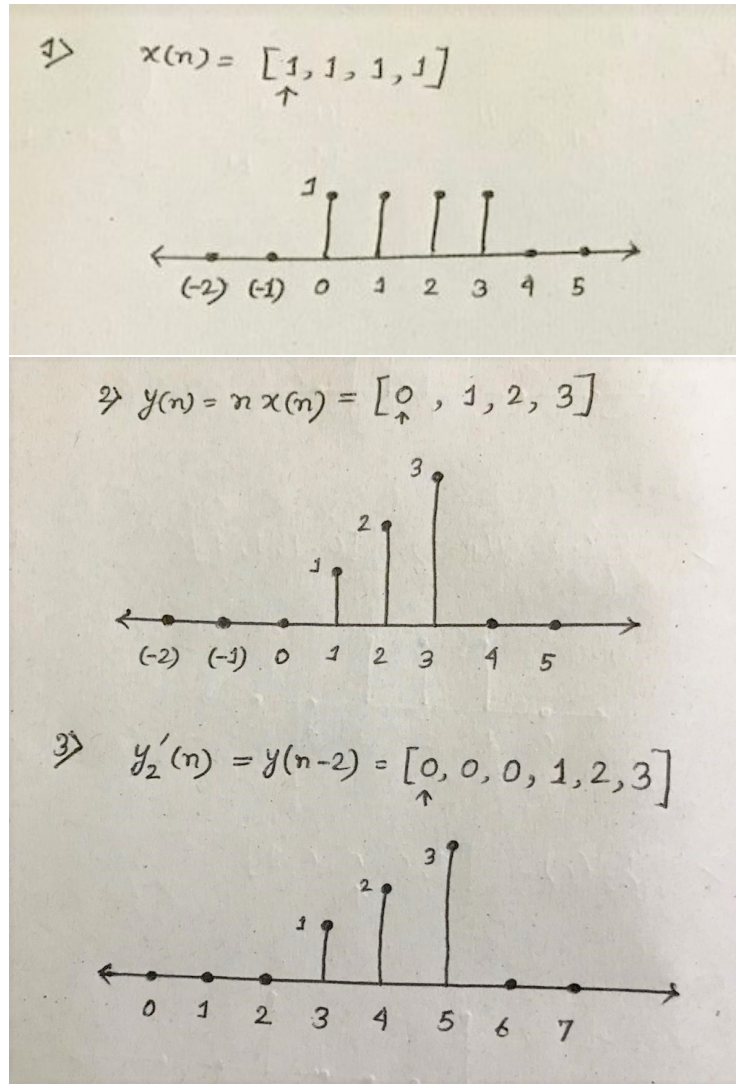 1> x(n) = [1, 1, 1, 1]
↑
1
(-2) (-1) 0 1 2 3 4 5
2> y(n) = n x(n) = [0, 1, 2, 3]
↑
3
2
1
(-2) (-1) 0 1 2 3 4 5
3> y₂′(n) = y(n-2) = [0, 0, 0, 1, 2, 3]
↑
3
2
1
0 1 2 3 4 5 6 7